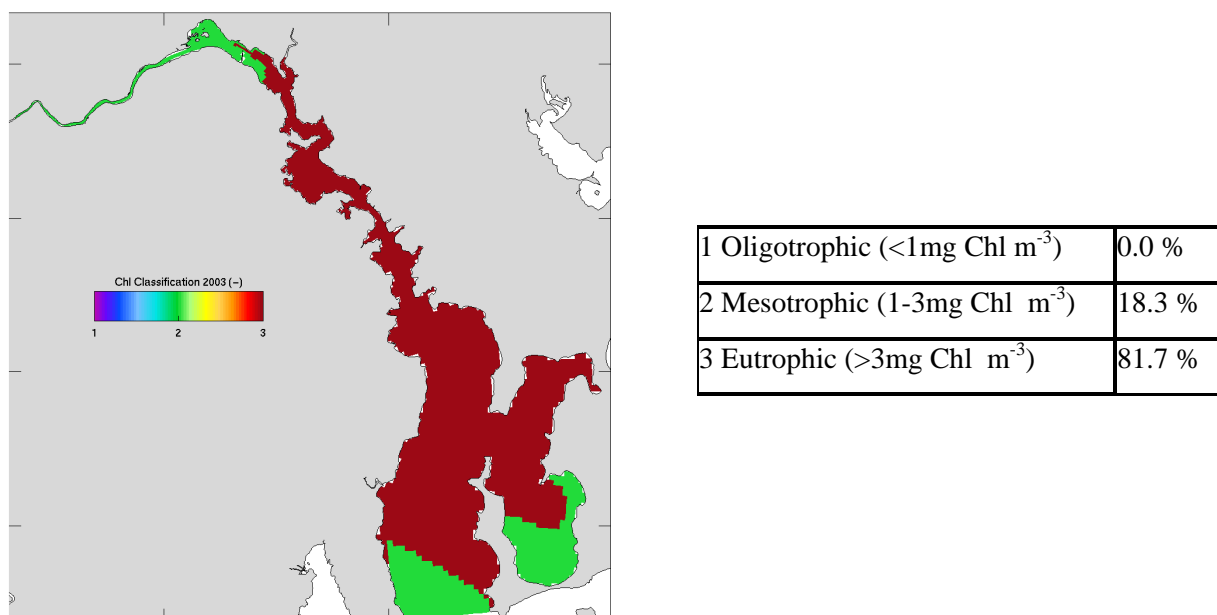 Chl Classification 2003 (−)
1 2 3
1 Oligotrophic (<1mg Chl m-3) 0.0 %
2 Mesotrophic (1-3mg Chl m-3) 18.3 %
3 Eutrophic (>3mg Chl m-3) 81.7 %